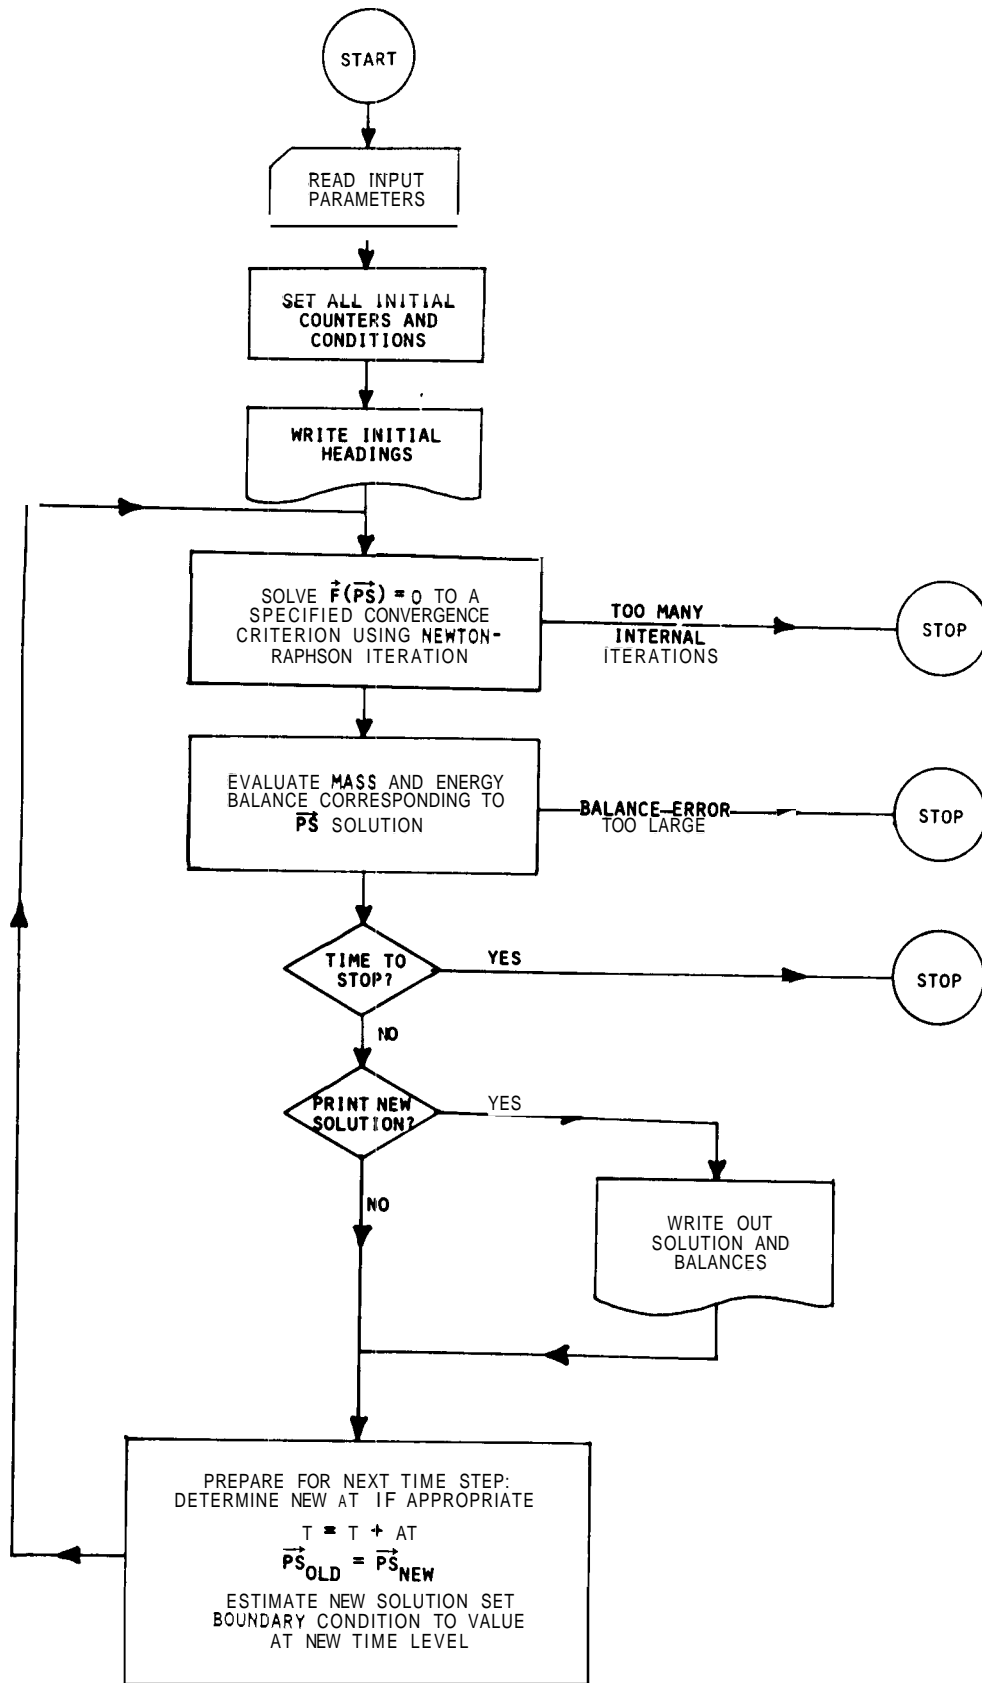 START
READ INPUT
PARAMETERS
SET ALL INITIAL
COUNTERS AND
CONDITIONS
WRITE INITIAL
HEADINGS
SOLVE F⃗(P⃗S⃗) = 0 TO A
SPECIFIED CONVERGENCE
CRITERION USING NEWTON-
RAPHSON ITERATION
TOO MANY
INTERNAL
ITERATIONS
STOP
EVALUATE MASS AND ENERGY
BALANCE CORRESPONDING TO
P⃗S⃗ SOLUTION
BALANCE ERROR
TOO LARGE
STOP
TIME TO
STOP?
YES
STOP
NO
PRINT NEW
SOLUTION?
YES
NO
WRITE OUT
SOLUTION AND
BALANCES
PREPARE FOR NEXT TIME STEP:
DETERMINE NEW AT IF APPROPRIATE
T = T + AT
P⃗S⃗OLD = P⃗S⃗NEW
ESTIMATE NEW SOLUTION SET
BOUNDARY CONDITION TO VALUE
AT NEW TIME LEVEL